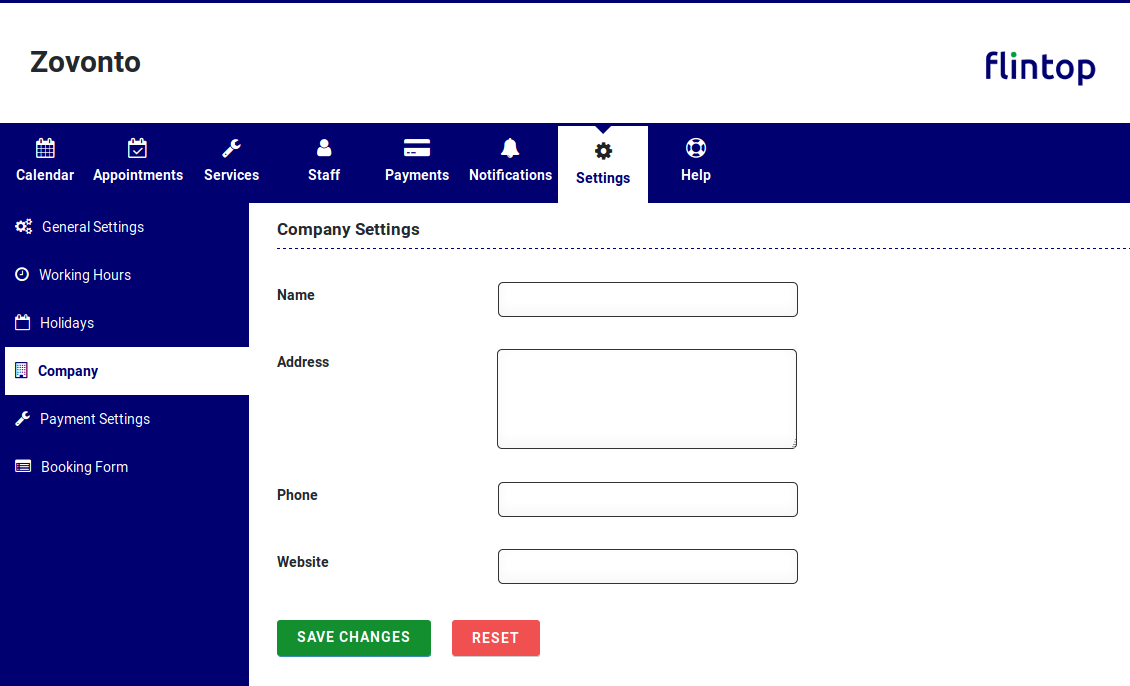 Zovonto
flintop
Calendar Appointments Services Staff Payments Notifications Settings Help
General Settings
Working Hours
Holidays
Company
Payment Settings
Booking Form
Company Settings
Name
Address
Phone
Website
SAVE CHANGES RESET